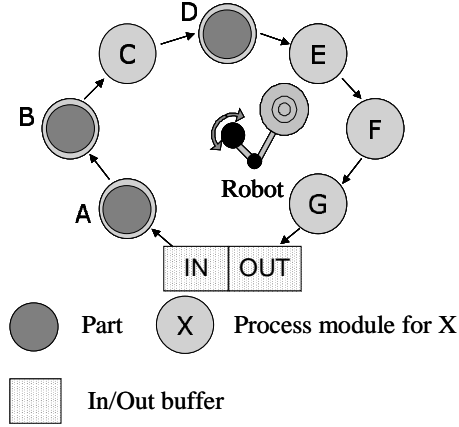 D
C
E
B
F
Robot
A
G
IN OUT
Part
X
Process module for X
In/Out buffer